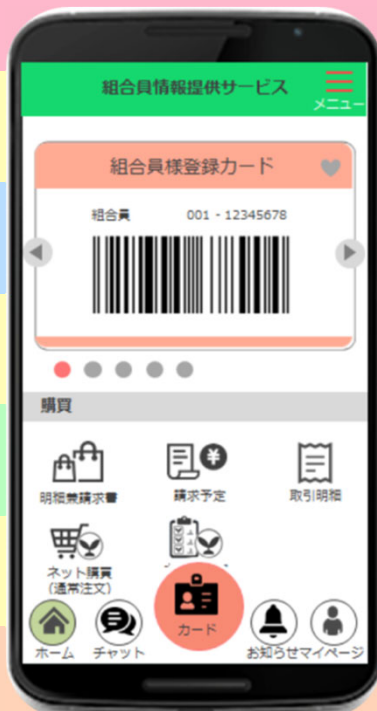 組合員情報提供サービス
メニュー
組合員様登録カード
組合員 001 - 12345678
購買
明細兼請求書 請求予定 取引明細
ネット購買
(通常注文)
カード
ホーム チャット お知らせ マイページ